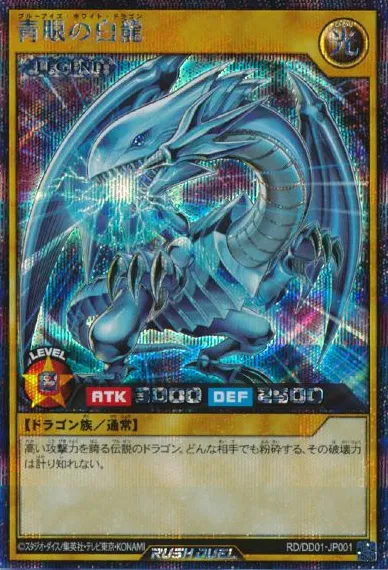 ブルーアイズ・ホワイト・ドラゴン
青眼の白龍
光
LEGEND
LEVEL
8
ATK 3000 DEF 2500
【ドラゴン族／通常】
高い攻撃力を誇る伝説のドラゴン。どんな相手でも粉砕する、その破壊力
は計り知れない。
©スタジオ・ダイス/集英社・テレビ東京・KONAMI
RD/DD01-JP001
RUSH DUEL